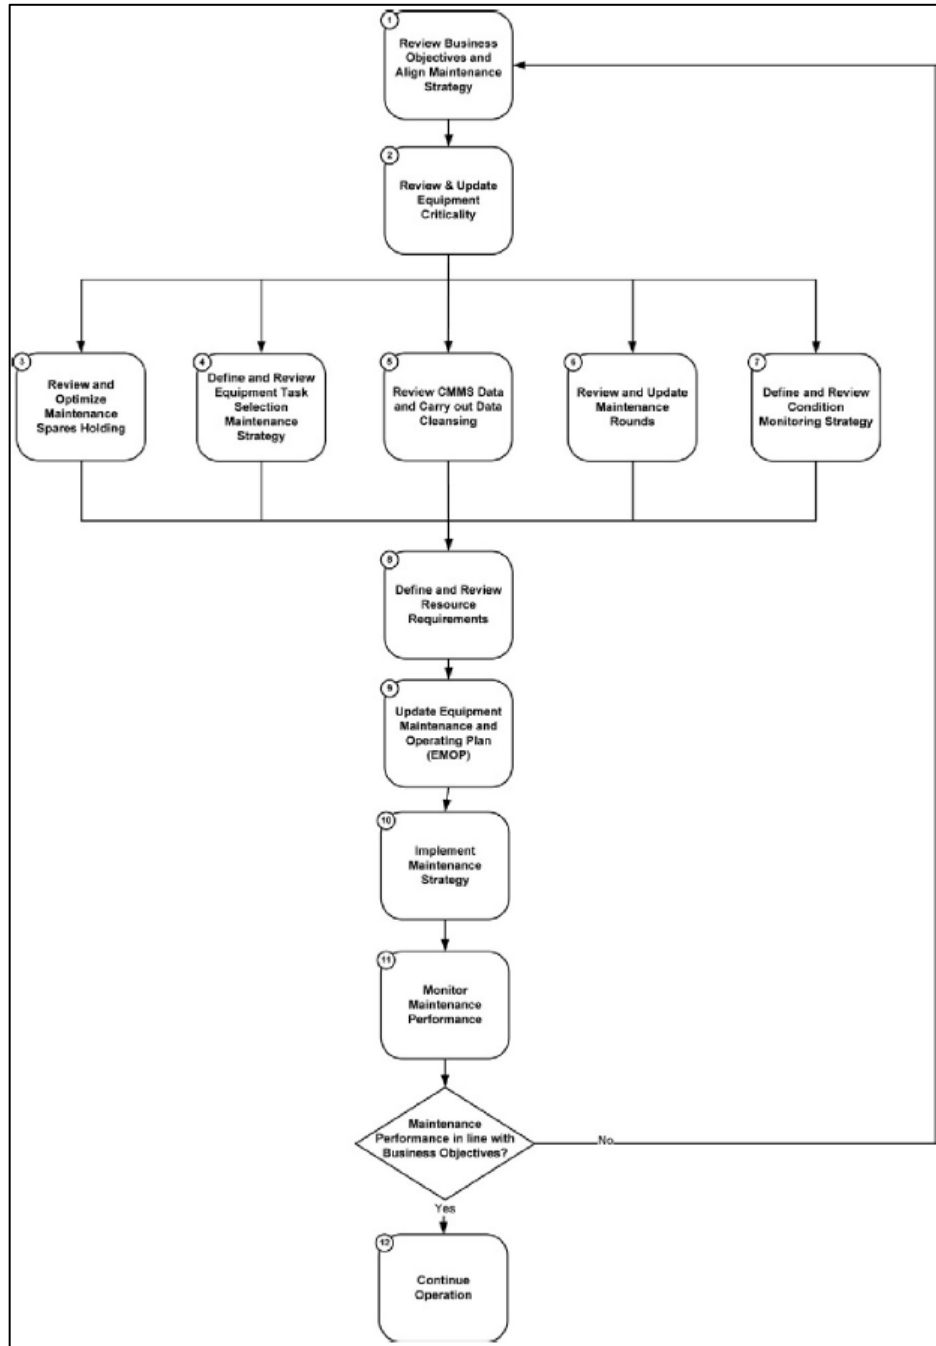 1
Review Business
Objectives and
Align Maintenance
Strategy
2
Review & Update
Equipment
Criticality
3
Review and
Optimize
Maintenance
Spares Holding
4
Define and Review
Equipment Task
Selection
Maintenance
Strategy
5
Review CMMS Data
and Carry out Data
Cleansing
6
Review and Update
Maintenance
Rounds
7
Define and Review
Condition
Monitoring Strategy
8
Define and Review
Resource
Requirements
9
Update Equipment
Maintenance and
Operating Plan
(EMOP)
10
Implement
Maintenance
Strategy
11
Monitor
Maintenance
Performance
Maintenance
Performance in line with
Business Objectives?
No
Yes
12
Continue
Operation